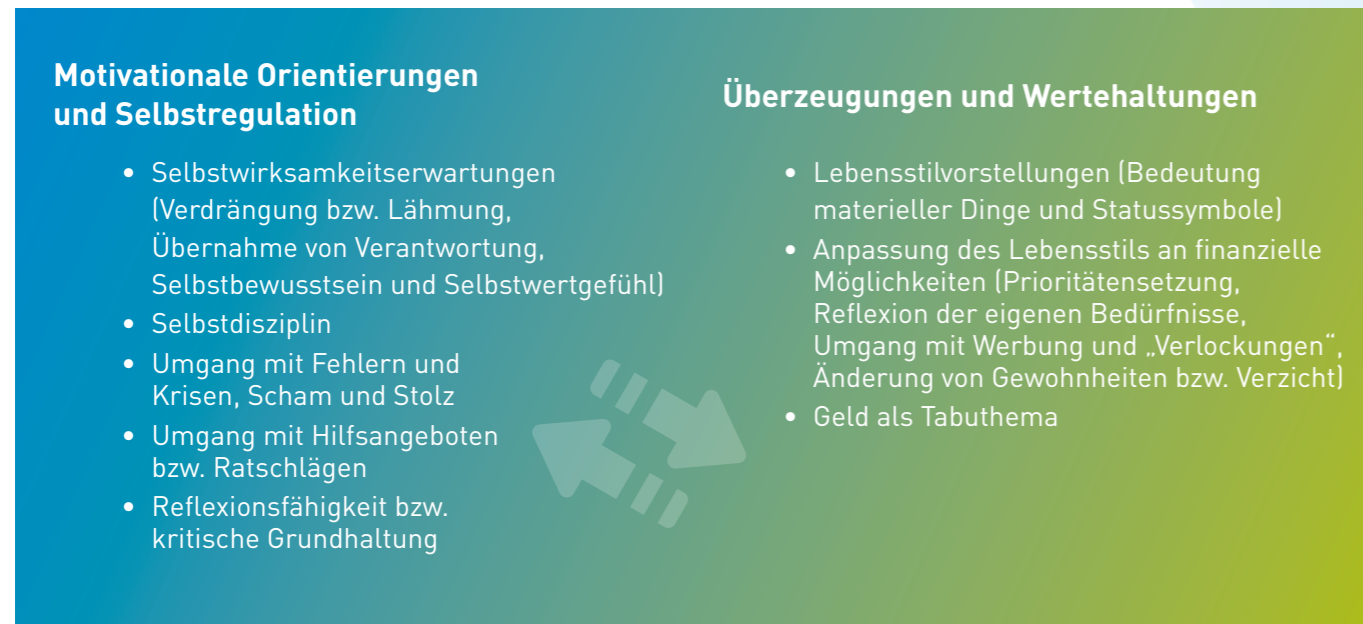 Motivationale Orientierungen
und Selbstregulation
• Selbstwirksamkeitserwartungen
(Verdrängung bzw. Lähmung,
Übernahme von Verantwortung,
Selbstbewusstsein und Selbstwertgefühl)
• Selbstdisziplin
• Umgang mit Fehlern und
Krisen, Scham und Stolz
• Umgang mit Hilfsangeboten
bzw. Ratschlägen
• Reflexionsfähigkeit bzw.
kritische Grundhaltung
Überzeugungen und Wertehaltungen
• Lebensstilvorstellungen (Bedeutung
materieller Dinge und Statussymbole)
• Anpassung des Lebensstils an finanzielle
Möglichkeiten (Prioritätensetzung,
Reflexion der eigenen Bedürfnisse,
Umgang mit Werbung und „Verlockungen“,
Änderung von Gewohnheiten bzw. Verzicht)
• Geld als Tabuthema